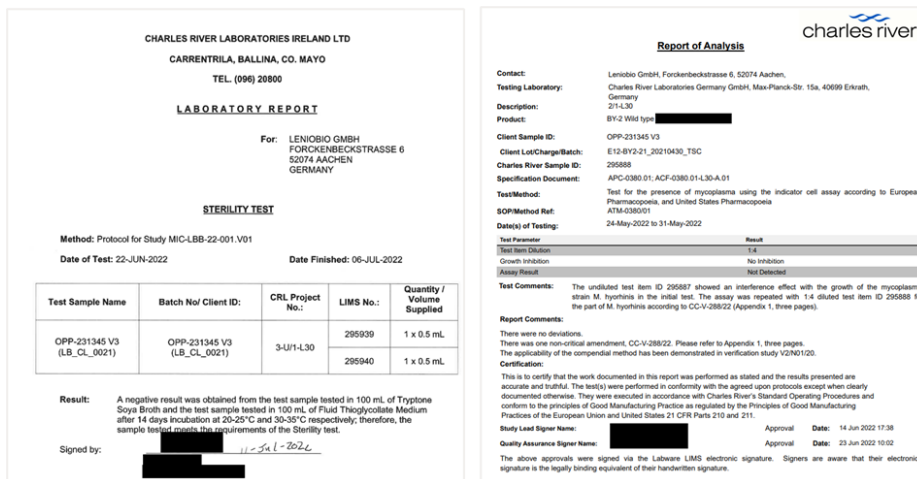 CHARLES RIVER LABORATORIES IRELAND LTD
CARRENTRILA, BALLINA, CO. MAYO
TEL. (096) 20800
LABORATORY REPORT
For: LENIOBIO GMBH
FORCKENBECKSTRASSE 6
52074 AACHEN
GERMANY
STERILITY TEST
Method: Protocol for Study MIC-LBB-22-001.V01
Date of Test: 22-JUN-2022 Date Finished: 06-JUL-2022
Test Sample Name Batch No/ Client ID: CRL Project No.: LIMS No.: Quantity / Volume Supplied
OPP-231345 V3 (LB_CL_0021) OPP-231345 V3 (LB_CL_0021) 3-U/1-L30 295939 1 x 0.5 mL
295940 1 x 0.5 mL
Result: A negative result was obtained from the test sample tested in 100 mL of Tryptone
Soya Broth and the test sample tested in 100 mL of Fluid Thioglycollate Medium
after 14 days incubation at 20-25°C and 30-35°C respectively; therefore, the
sample tested meets the requirements of the Sterility test.
Signed by: 11-Jul-2022
charles river
Report of Analysis
Contact: Leniobio GmbH, Forckenbeckstrasse 6, 52074 Aachen,
Testing Laboratory: Charles River Laboratories Germany GmbH, Max-Planck-Str. 15a, 40699 Erkrath,
Germany
Description: 2/1-L30
Product: BY-2 Wild type
Client Sample ID: OPP-231345 V3
Client Lot/Charge/Batch: E12-BY2-21_20210430_TSC
Charles River Sample ID: 295888
Specification Document: APC-0380.01; ACF-0380.01-L30-A.01
Test/Method: Test for the presence of mycoplasma using the indicator cell assay according to European
Pharmacopoeia, and United States Pharmacopoeia
SOP/Method Ref: ATM-0380/01
Date(s) of Testing: 24-May-2022 to 31-May-2022
Test Parameter Result
Test Item Dilution 1:4
Growth Inhibition No Inhibition
Assay Result Not Detected
Test Comments: The undiluted test item ID 295887 showed an interference effect with the growth of the mycoplasm
strain M. hyorhinis in the initial test. The assay was repeated with 1:4 diluted test item ID 295888 f
the part of M. hyorhinis according to CC-V-288/22 (Appendix 1, three pages).
Report Comments:
There were no deviations.
There was one non-critical amendment, CC-V-288/22. Please refer to Appendix 1, three pages.
The applicability of the compendial method has been demonstrated in verification study V2/N01/20.
Certification:
This is to certify that the work documented in this report was performed as stated and the results presented are
accurate and truthful. The test(s) were performed in conformity with the agreed upon protocols except when clearly
documented otherwise. They were executed in accordance with Charles River's Standard Operating Procedures and
conform to the principles of Good Manufacturing Practice as regulated by the Principles of Good Manufacturing
Practices of the European Union and United States 21 CFR Parts 210 and 211.
Study Lead Signer Name: Approval Date: 14 Jun 2022 17:38
Quality Assurance Signer Name: Approval Date: 23 Jun 2022 10:02
The above approvals were signed via the Labware LIMS electronic signature. Signers are aware that their electronic
signature is the legally binding equivalent of their handwritten signature.